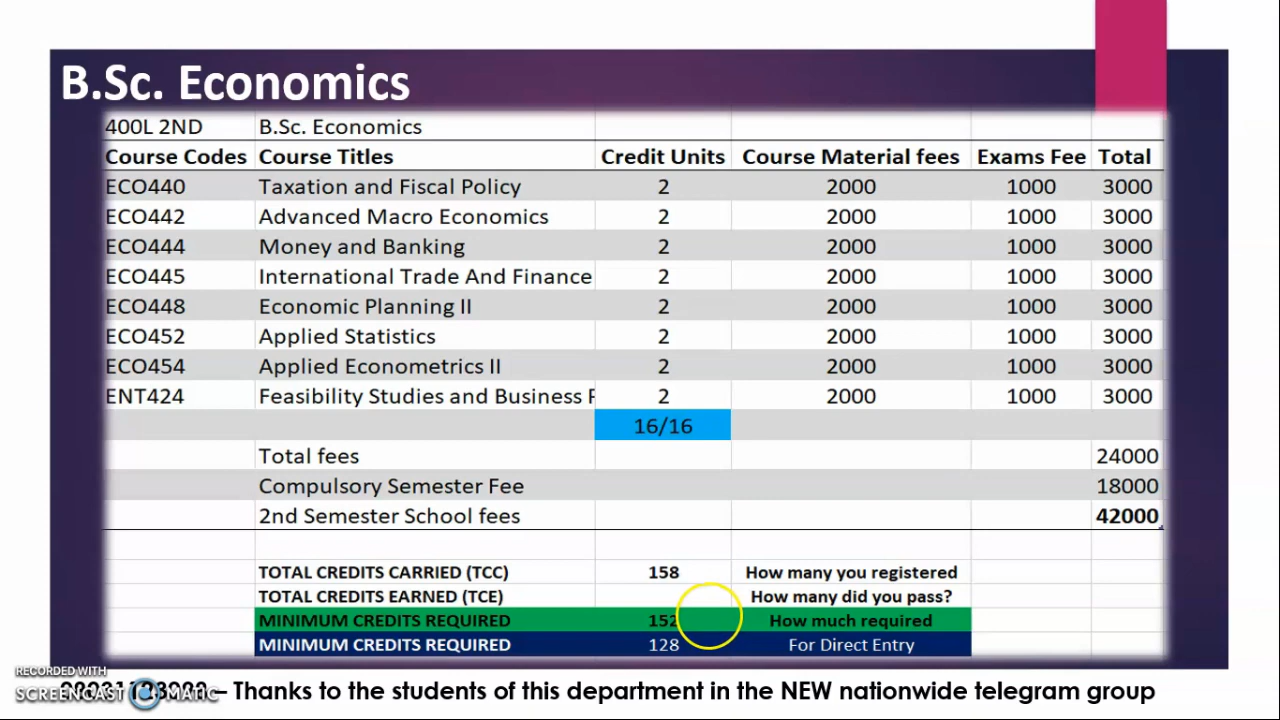 B.Sc. Economics
400L 2ND B.Sc. Economics
Course Codes Course Titles Credit Units Course Material fees Exams Fee Total
ECO440 Taxation and Fiscal Policy 2 2000 1000 3000
ECO442 Advanced Macro Economics 2 2000 1000 3000
ECO444 Money and Banking 2 2000 1000 3000
ECO445 International Trade And Finance 2 2000 1000 3000
ECO448 Economic Planning II 2 2000 1000 3000
ECO452 Applied Statistics 2 2000 1000 3000
ECO454 Applied Econometrics II 2 2000 1000 3000
ENT424 Feasibility Studies and Business 2 2000 1000 3000
16/16
Total fees 24000
Compulsory Semester Fee 18000
2nd Semester School fees 42000
TOTAL CREDITS CARRIED (TCC) 158 How many you registered
TOTAL CREDITS EARNED (TCE) How many did you pass?
MINIMUM CREDITS REQUIRED 152 How much required
MINIMUM CREDITS REQUIRED 128 For Direct Entry
RECORDED WITH
SCREENCAST MATIC
– Thanks to the students of this department in the NEW nationwide telegram group